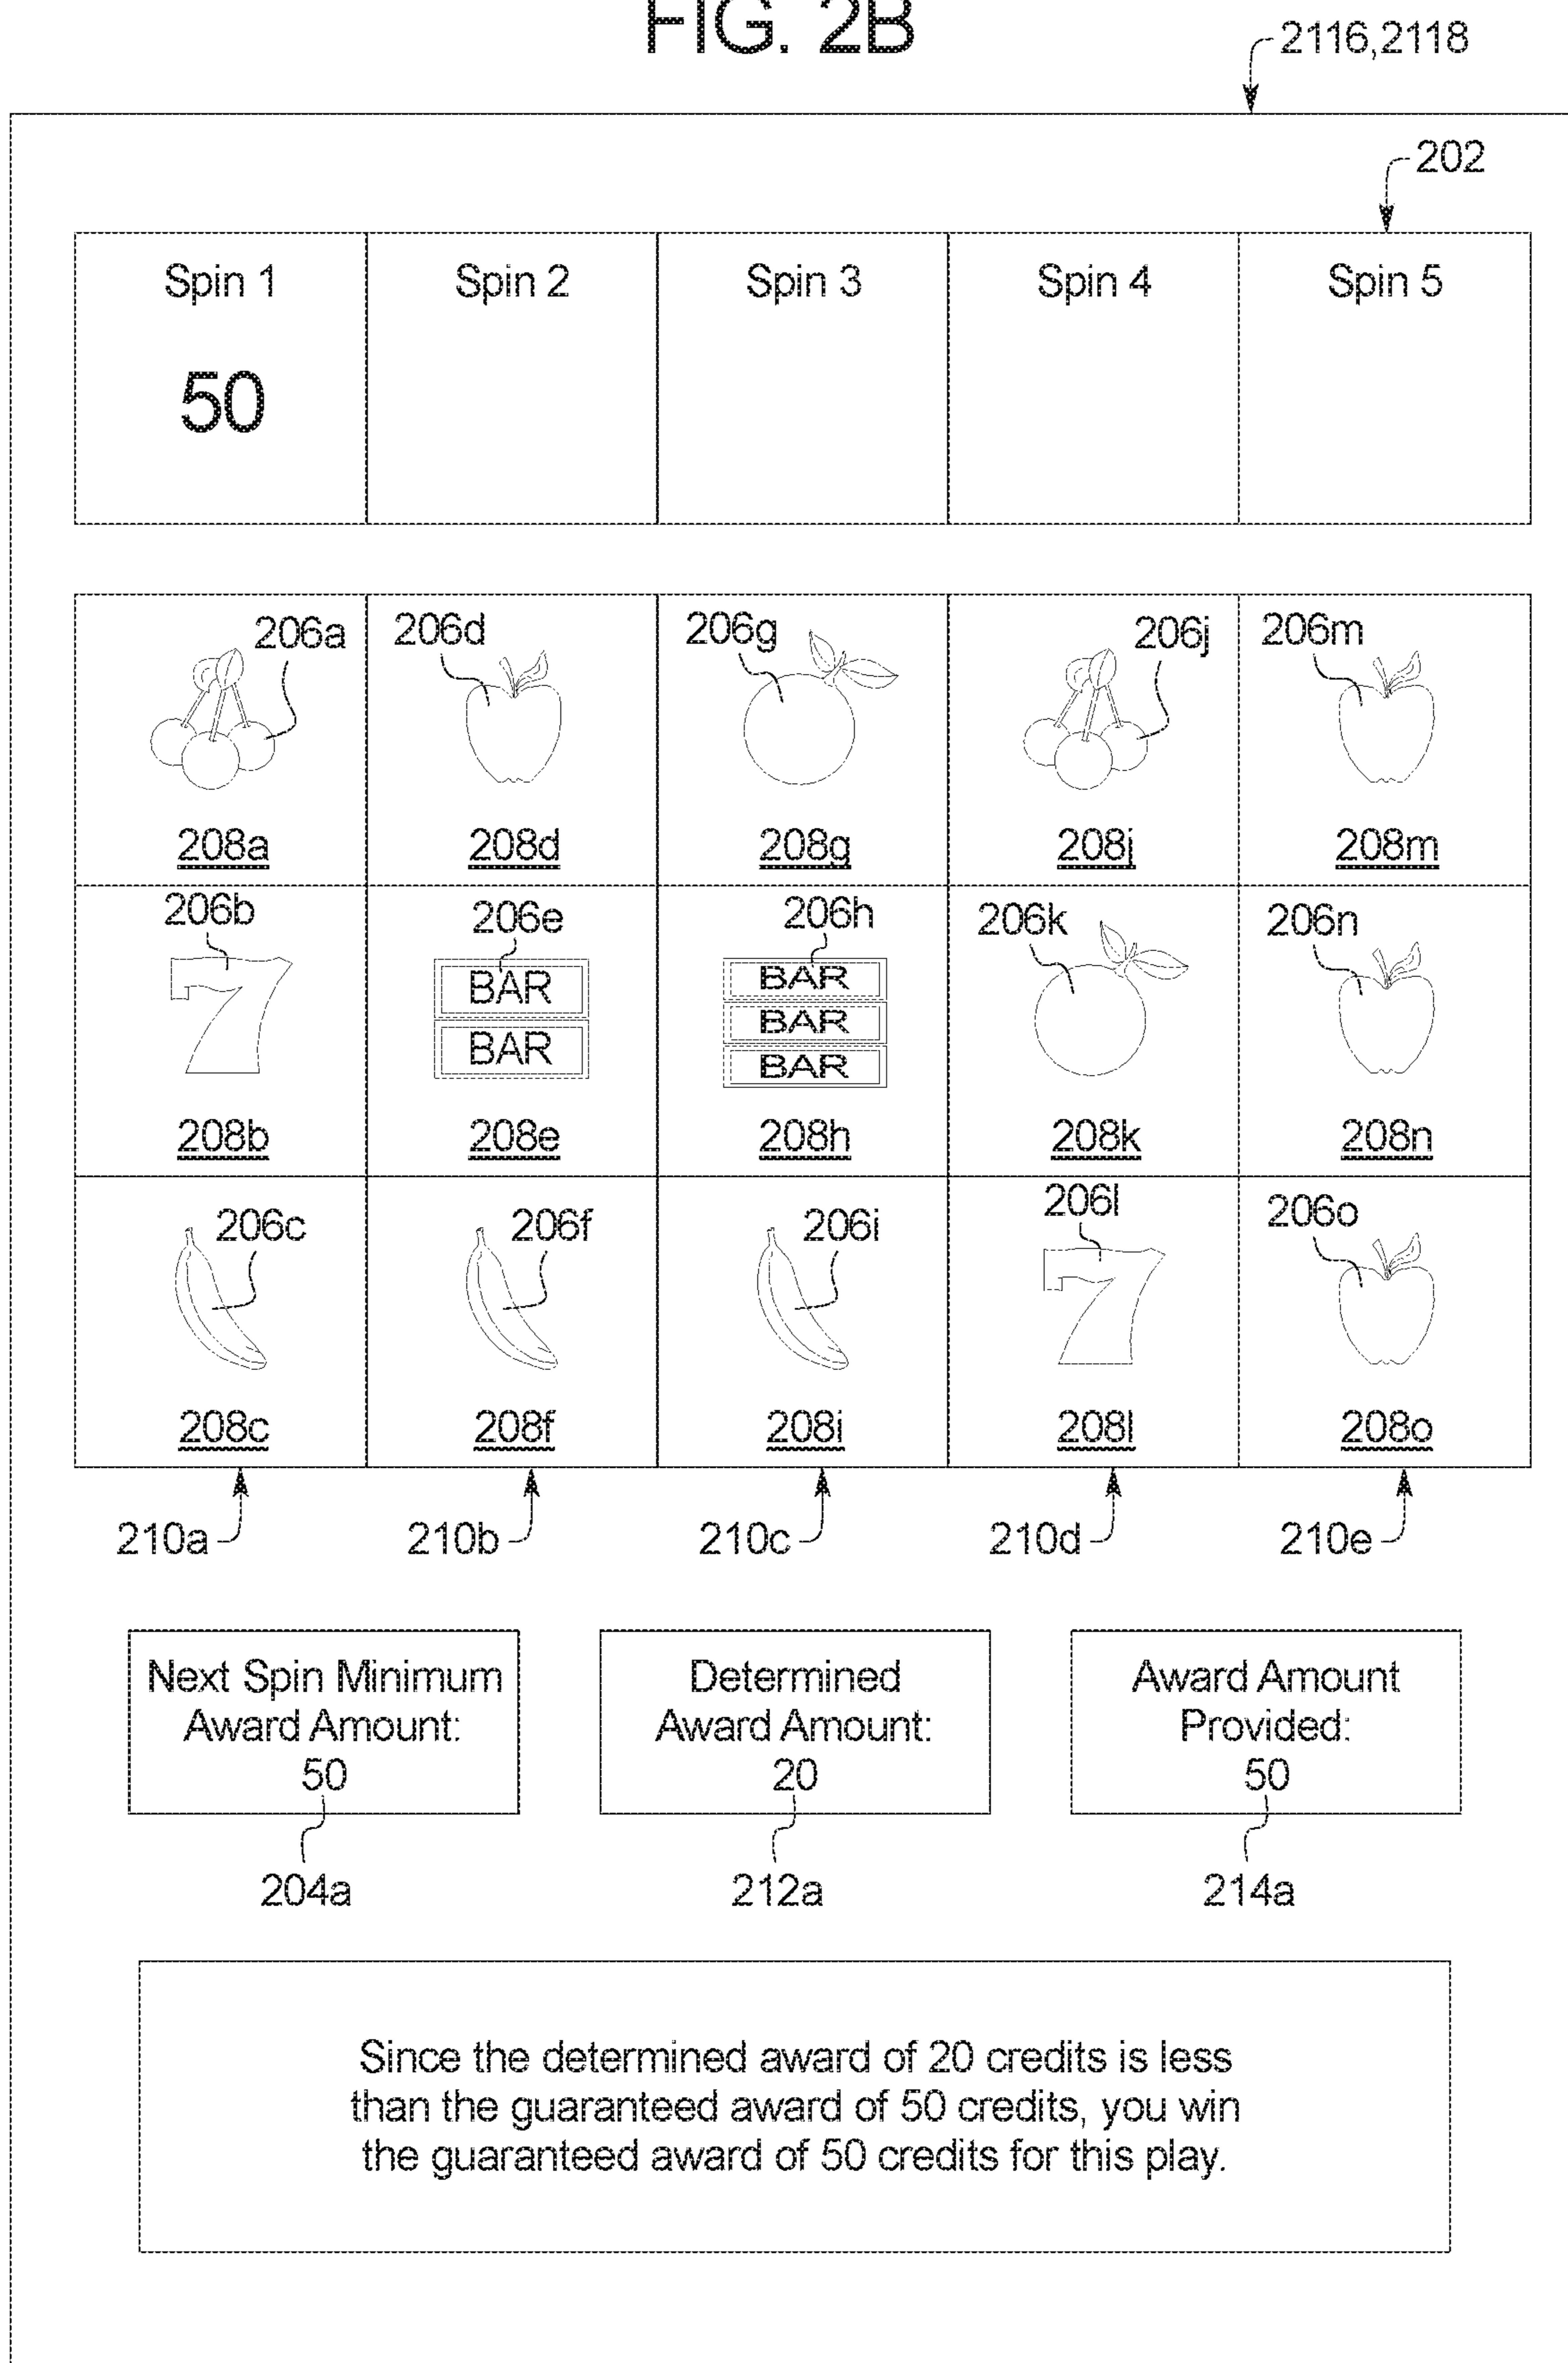 FIG. 2B
2116,2118
202
Spin 1 Spin 2 Spin 3 Spin 4 Spin 5
50
206a 206d 206g 206j 206m
208a 208d 208g 208j 208m
206b 206e 206h 206k 206n
BAR BAR
BAR BAR
BAR
208b 208e 208h 208k 208n
206c 206f 206i 206l 206o
208c 208f 208i 208l 208o
210a 210b 210c 210d 210e
Next Spin Minimum
Award Amount:
50
Determined
Award Amount:
20
Award Amount
Provided:
50
204a 212a 214a
Since the determined award of 20 credits is less
than the guaranteed award of 50 credits, you win
the guaranteed award of 50 credits for this play.